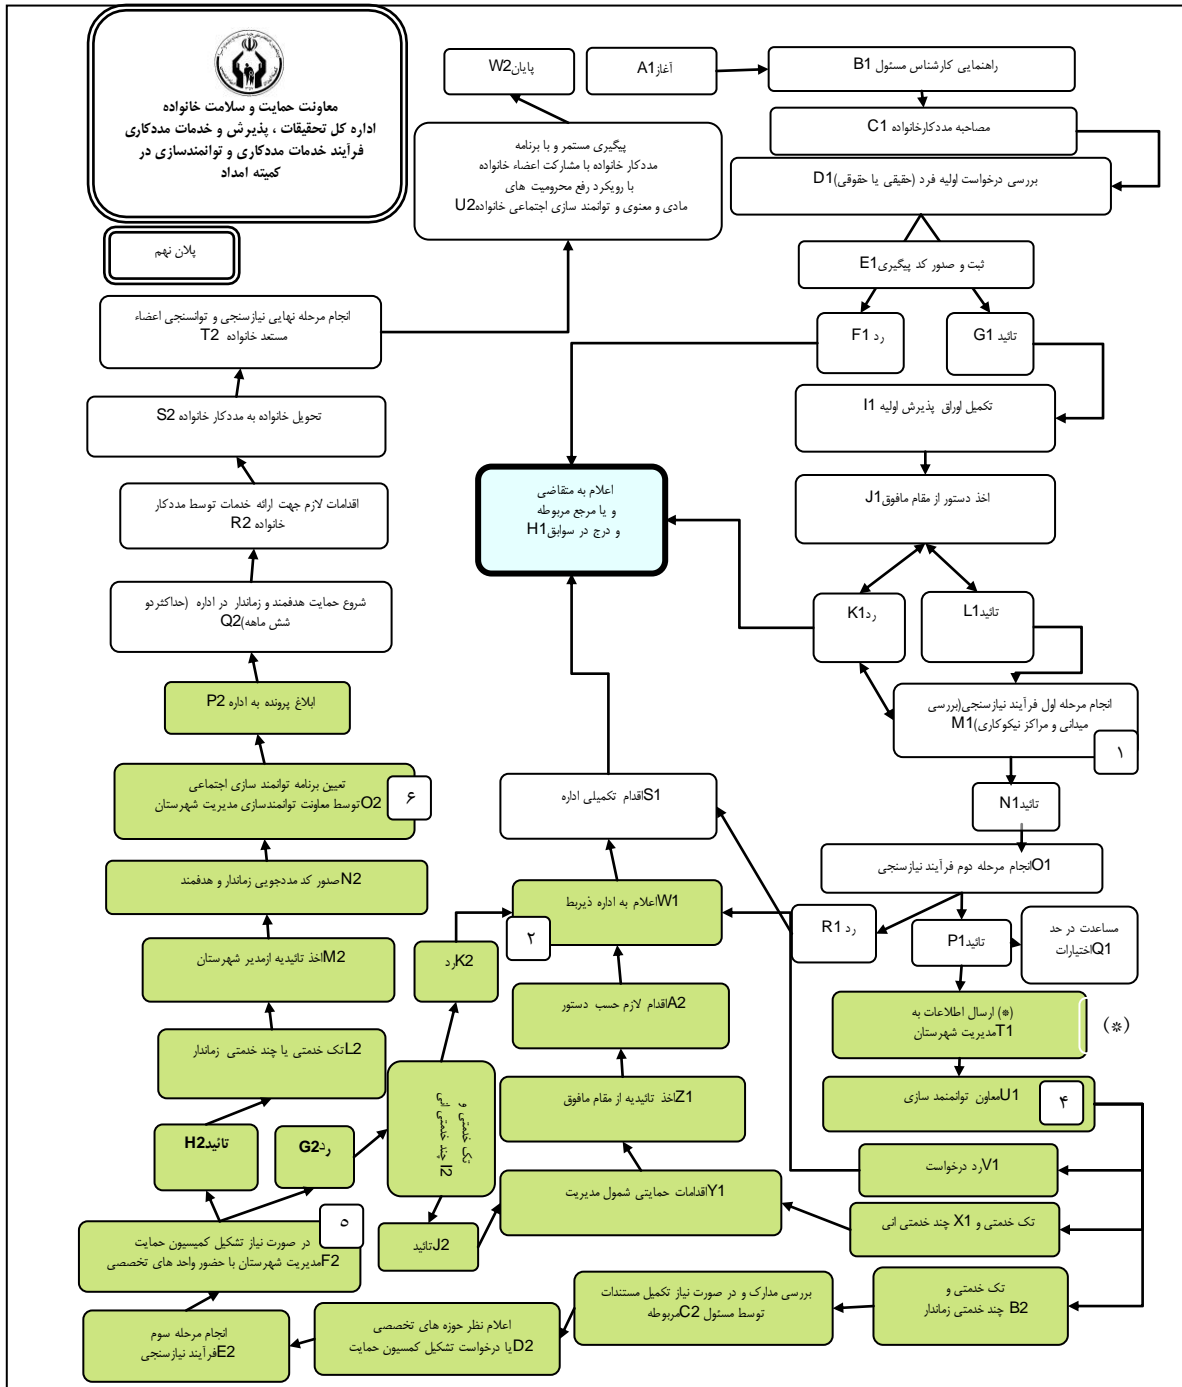 معاونت حمایت و سلامت خانواده
اداره کل تحقیقات ، پذیرش و خدمات مددکاری
فرآیند خدمات مددکاری و توانمندسازی در
کمیته امداد
پلان نهم
آغازA1
راهنمایی کارشناس مسئول B1
مصاحبه مددکارخانواده C1
بررسی درخواست اولیه فرد (حقیقی یا حقوقی)D1
ثبت و صدور کد پیگیریE1
رد F1
تائید G1
اعلام به متقاضی
و یا مرجع مربوطه
و درج در سوابقH1
تکمیل اوراق پذیرش اولیه I1
اخذ دستور از مقام مافوقJ1
ردK1
تائیدL1
انجام مرحله اول فرآیند نیازسنجی(بررسی
میدانی و مراکز نیکوکاری)M1
۱
تائیدN1
O1انجام مرحله دوم فرآیند نیازسنجی
تائیدP1
مساعدت در حد
Q1اختیارات
رد R1
S1اقدام تکمیلی اداره
(*) ارسال اطلاعات به
T1مدیریت شهرستان
(*)
U1معاون توانمندمد سازی
۴
V1رد درخواست
W1اعلام به اداره ذیربط
۲
تک خدمتی و X1 چند خدمتی انی
Y1اقدامات حمایتی شمول مدیریت
Z1اخذ تائیدیه از مقام مافوق
A2اقدام لازم حسب دستور
تک خدمتی و
B2 چند خدمتی زماندار
بررسی مدارک و در صورت نیاز تکمیل مستندات
توسط مسئول C2مربوطه
اعلام نظر حوزه های تخصصی
D2یا درخواست تشکیل کمسیون حمایت
انجام مرحله سوم
E2فرآیند نیازسنجی
در صورت نیاز تشکیل کمیسیون حمایت
F2مدیریت شهرستان با حضور واحد های تخصصی
۵
ردG2
تائیدH2
تک خدمتی و
I2 چند خدمتی انی
J2تائید
K2رد
L2تک خدمتی یا چند خدمتی زماندار
M2اخذ تائیدیه ازمدیر شهرستان
N2صدور کد مددجویی زماندار و هدفمند
تعیین برنامه توانمند سازی اجتماعی
O2توسط معاونت توانمندسازی مدیریت شهرستان
۶
ابلاغ پرونده به اداره P2
شروع حمایت هدفمند و زماندار در اداره (حداکثردو
شش ماهه)Q2
اقدامات لازم جهت ارائه خدمات توسط مددکار
خانواده R2
تحویل خانواده به مددکار خانواده S2
انجام مرحله نهایی نیازسنجی و توانسنجی اعضاء
مستعد خانواده T2
پیگیری مستمر و با برنامه
مددکار خانواده با مشارکت اعضاء خانواده
با رویکرد رفع محرومیت های
مادی و معنوی و توانمند سازی اجتماعی خانوادهU2
پایانW2